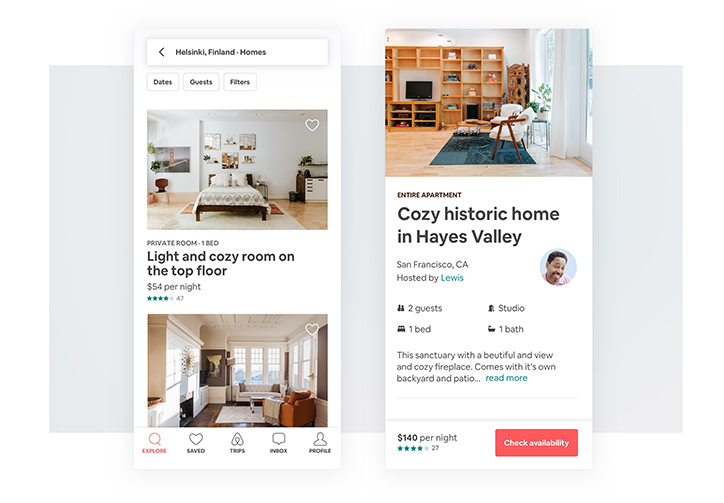 Helsinki, Finland · Homes
Dates Guests Filters
PRIVATE ROOM · 1 BED
Light and cozy room on
the top floor
$54 per night
47
EXPLORE SAVED TRIPS INBOX PROFILE
ENTIRE APARTMENT
Cozy historic home
in Hayes Valley
San Francisco, CA
Hosted by Lewis
2 guests Studio
1 bed 1 bath
This sanctuary with a beutiful and view
and cozy fireplace. Comes with it's own
backyard and patio... read more
$140 per night
27
Check availability